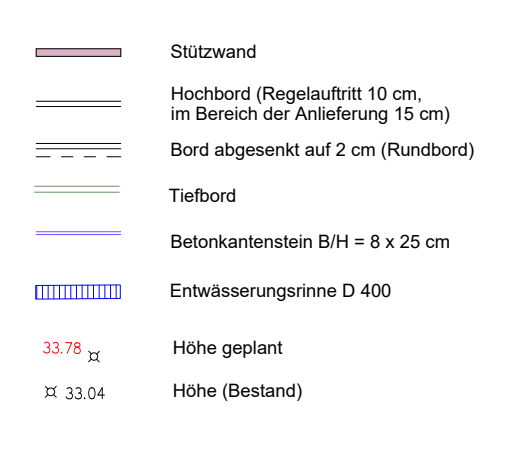 Stützwand
Hochbord (Regelauftritt 10 cm,
im Bereich der Anlieferung 15 cm)
Bord abgesenkt auf 2 cm (Rundbord)
Tiefbord
Betonkantenstein B/H = 8 x 25 cm
Entwässerungsrinne D 400
33.78 Höhe geplant
33.04 Höhe (Bestand)